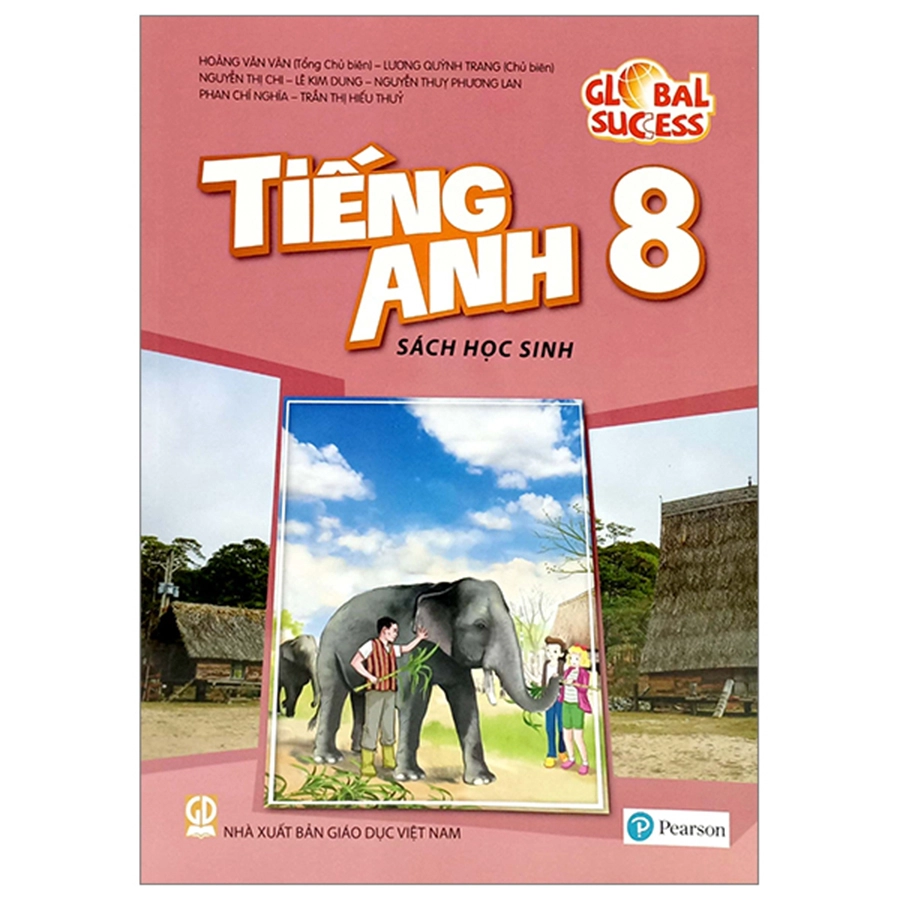 HOÀNG VĂN VÂN (Tổng Chủ biên) – LƯƠNG QUỲNH TRANG (Chủ biên)
NGUYỄN THỊ CHI – LÊ KIM DUNG – NGUYỄN THUỴ PHƯƠNG LAN
PHAN CHÍ NGHĨA – TRẦN THỊ HIẾU THUỶ
GLOBAL
SUCCESS
TIẾNG
ANH 8
SÁCH HỌC SINH
GD
NHÀ XUẤT BẢN GIÁO DỤC VIỆT NAM
P Pearson